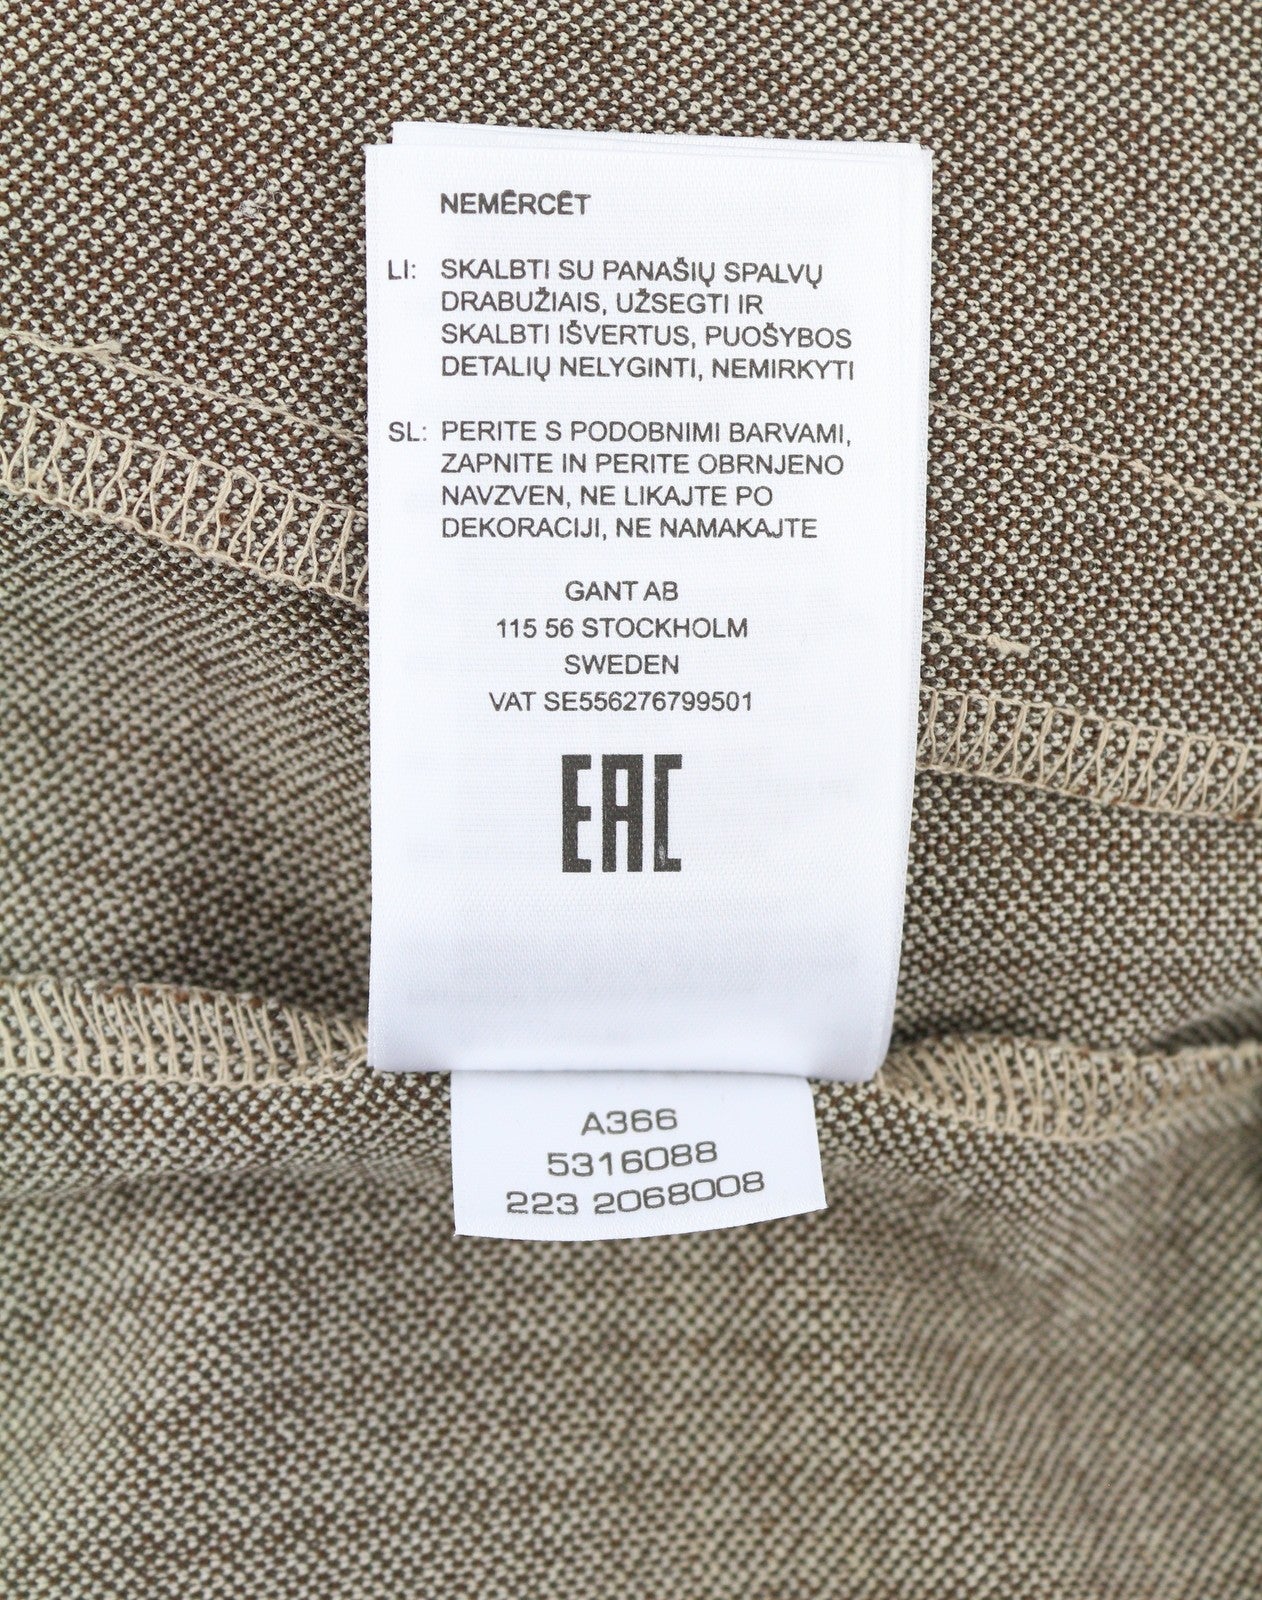 NEMĒRCĒT
LI: SKALBTI SU PANAŠIŲ SPALVŲ
DRABUŽIAIS, UŽSEGTI IR
SKALBTI IŠVERTUS, PUOŠYBOS
DETALIŲ NELYGINTI, NEMIRKYTI
SL: PERITE S PODOBNIMI BARVAMI,
ZAPNITE IN PERITE OBRNJENO
NAVZVEN, NE LIKAJTE PO
DEKORACIJI, NE NAMAKAJTE
GANT AB
115 56 STOCKHOLM
SWEDEN
VAT SE556276799501
EAC
A366
5316088
223 2068008